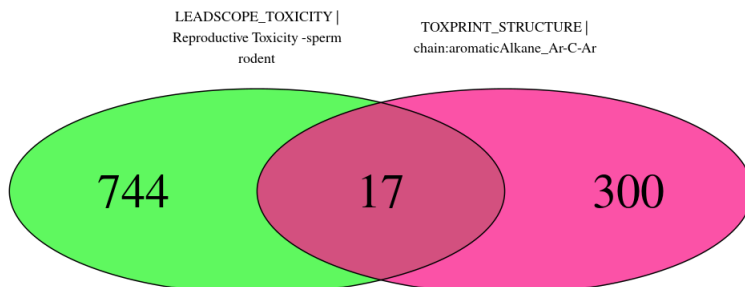 LEADSCOPE_TOXICITY |
Reproductive Toxicity -sperm
rodent
TOXPRINT_STRUCTURE |
chain:aromaticAlkane_Ar-C-Ar
744
17
300